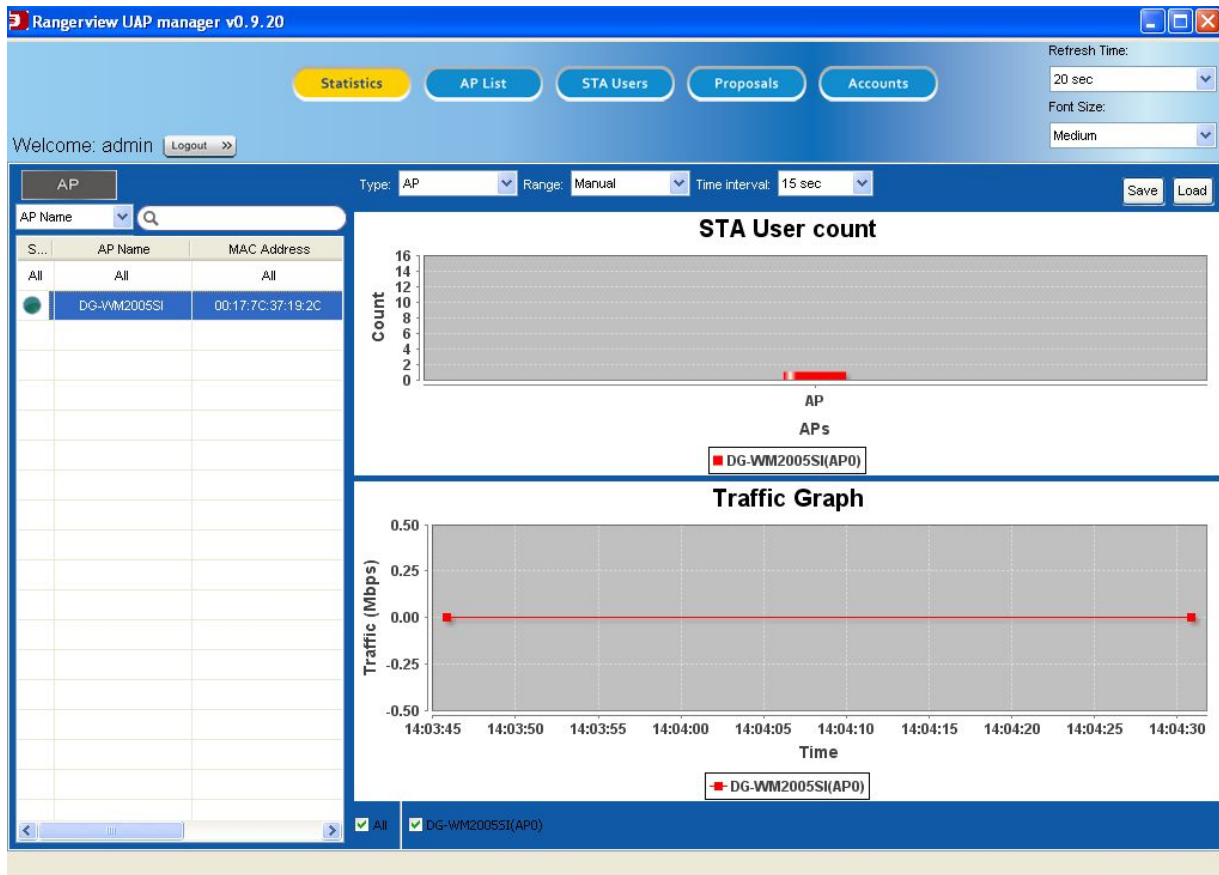 Rangerview UAP manager v0.9.20
Refresh Time:
20 sec
Statistics AP List STA Users Proposals Accounts
Font Size:
Medium
Welcome: admin Logout >>
AP
Type: AP Range: Manual Time interval: 15 sec Save Load
AP Name
S... AP Name MAC Address
All All All
DG-WM2005SI 00:17:7C:37:19:2C
STA User count
16
14
12
10
8
6
4
2
0
Count
AP
APs
DG-WM2005SI(AP0)
Traffic Graph
0.50
0.25
0.00
-0.25
-0.50
Traffic (Mbps)
14:03:45 14:03:50 14:03:55 14:04:00 14:04:05 14:04:10 14:04:15 14:04:20 14:04:25 14:04:30
Time
DG-WM2005SI(AP0)
All DG-WM2005SI(AP0)